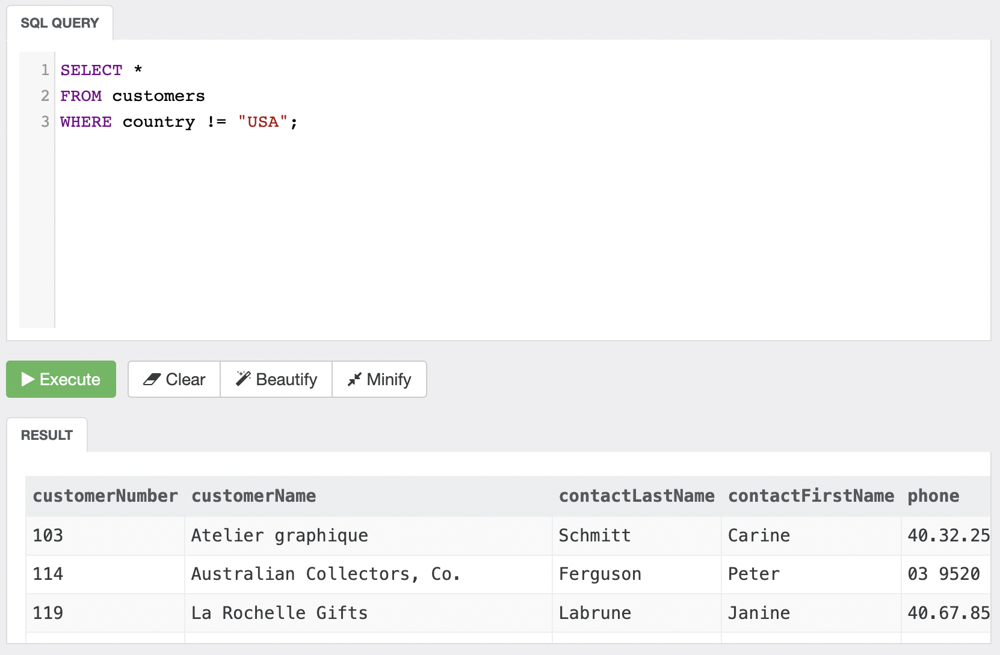 SQL QUERY
1 SELECT *
2 FROM customers
3 WHERE country != "USA";
Execute Clear Beautify Minify
RESULT
customerNumber customerName contactLastName contactFirstName phone
103 Atelier graphique Schmitt Carine 40.32.25
114 Australian Collectors, Co. Ferguson Peter 03 9520
119 La Rochelle Gifts Labrune Janine 40.67.85